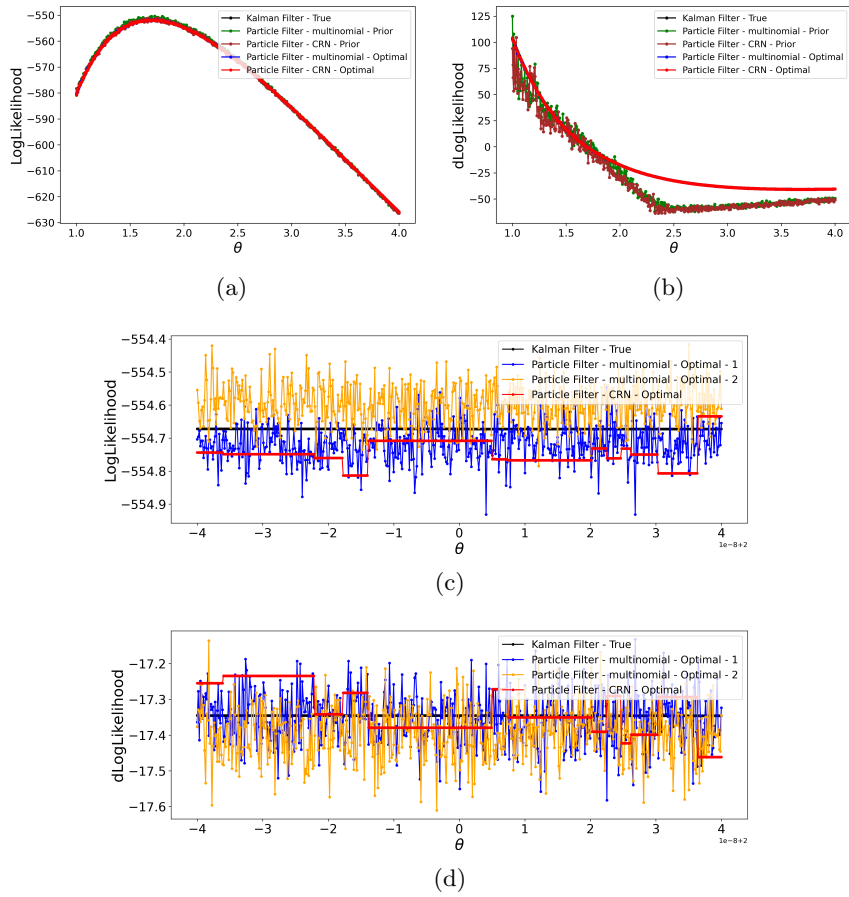 −550
−560
−570
−580
−590
−600
−610
−620
−630
LogLikelihood
1.0 1.5 2.0 2.5 3.0 3.5 4.0
θ
Kalman Filter - True
Particle Filter - multinomial - Prior
Particle Filter - CRN - Prior
Particle Filter - multinomial - Optimal
Particle Filter - CRN - Optimal
(a)
125
100
75
50
25
0
−25
−50
dLogLikelihood
1.0 1.5 2.0 2.5 3.0 3.5 4.0
θ
Kalman Filter - True
Particle Filter - multinomial - Prior
Particle Filter - CRN - Prior
Particle Filter - multinomial - Optimal
Particle Filter - CRN - Optimal
(b)
−554.4
−554.5
−554.6
−554.7
−554.8
−554.9
LogLikelihood
Kalman Filter - True
Particle Filter - multinomial - Optimal - 1
Particle Filter - multinomial - Optimal - 2
Particle Filter - CRN - Optimal
−4 −3 −2 −1 0 1 2 3 4
θ
1e−8+2
(c)
−17.2
−17.3
−17.4
−17.5
−17.6
dLogLikelihood
Kalman Filter - True
Particle Filter - multinomial - Optimal - 1
Particle Filter - multinomial - Optimal - 2
Particle Filter - CRN - Optimal
−4 −3 −2 −1 0 1 2 3 4
θ
1e−8+2
(d)